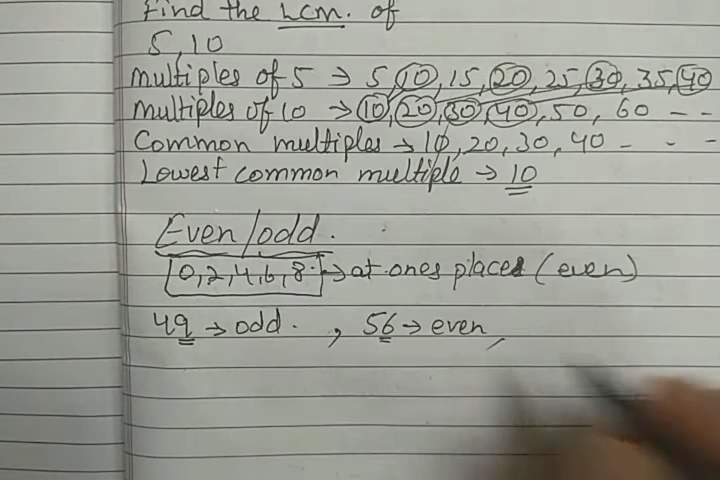 Find the LCM. of
5, 10
multiples of 5 → 5, 10, 15, 20, 25, 30, 35, 40
multiples of 10 → 10, 20, 30, 40, 50, 60 - -
Common multiples → 10, 20, 30, 40 - - -
Lowest common multiple → 10
Even/odd.
0, 2, 4, 6, 8 → at ones place (even)
49 → odd. , 56 → even,